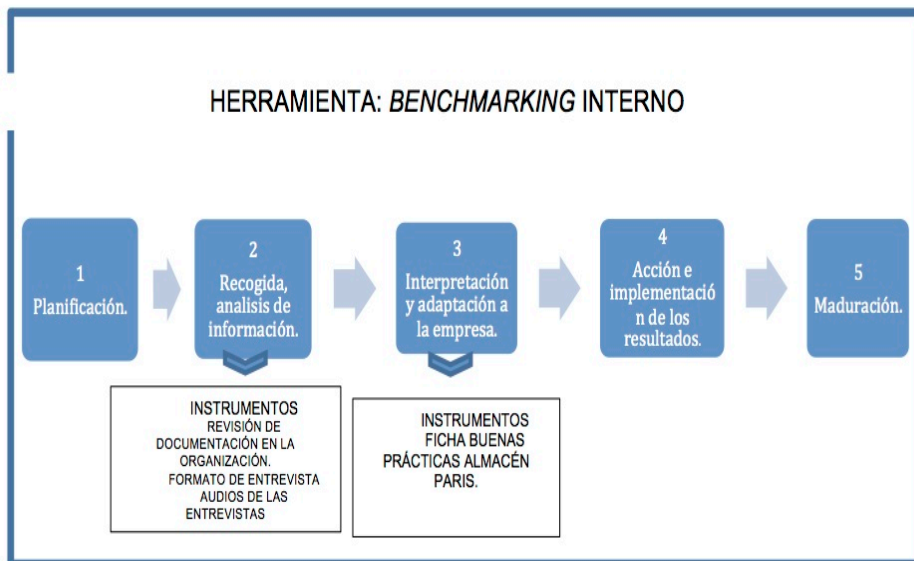 HERRAMIENTA: BENCHMARKING INTERNO
1
Planificación.
2
Recogida,
analisis de
información.
3
Interpretación
y adaptación a
la empresa.
4
Acción e
implementació
n de los
resultados.
5
Maduración.
INSTRUMENTOS
REVISIÓN DE
DOCUMENTACIÓN EN LA
ORGANIZACIÓN.
FORMATO DE ENTREVISTA
AUDIOS DE LAS
ENTREVISTAS
INSTRUMENTOS
FICHA BUENAS
PRÁCTICAS ALMACÉN
PARIS.